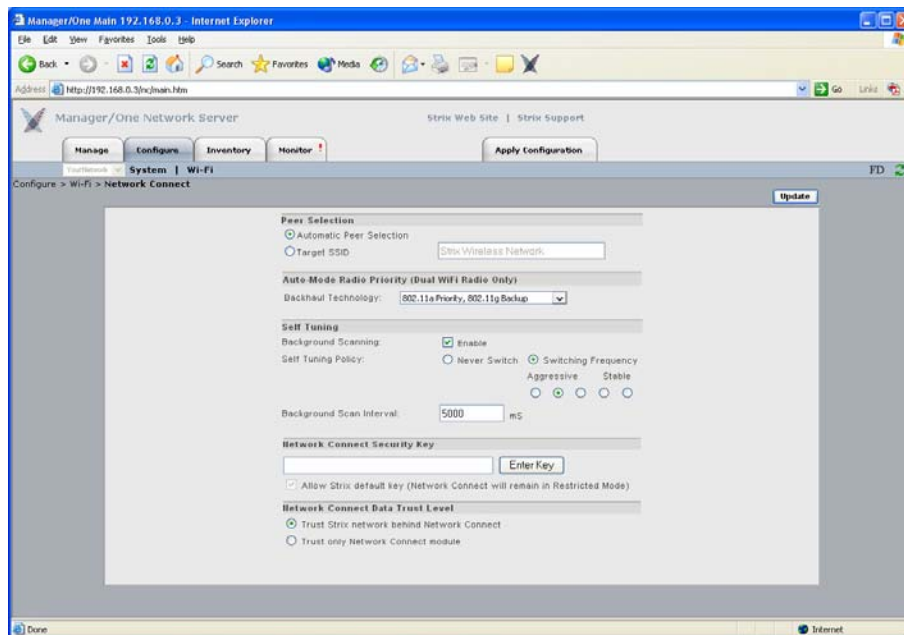 Manager/One Main 192.168.0.3 - Internet Explorer
File Edit View Favorites Tools Help
Back Search Favorites Media
Address http://192.168.0.3/nc/main.htm Go Links
Manager/One Network Server Strix Web Site | Strix Support
Manage Configure Inventory Monitor ! Apply Configuration
System | Wi-Fi FD
Configure > Wi-Fi > Network Connect
Update
Peer Selection
Automatic Peer Selection
Target SSID Strix Wireless Network
Auto-Mode Radio Priority (Dual WiFi Radio Only)
Backhaul Technology: 802.11a Priority, 802.11g Backup
Self Tuning
Background Scanning: Enable
Self Tuning Policy: Never Switch Switching Frequency
Aggressive Stable
Background Scan Interval: 5000 mS
Network Connect Security Key
Enter Key
Allow Strix default key (Network Connect will remain in Restricted Mode)
Network Connect Data Trust Level
Trust Strix network behind Network Connect
Trust only Network Connect module
Done Internet